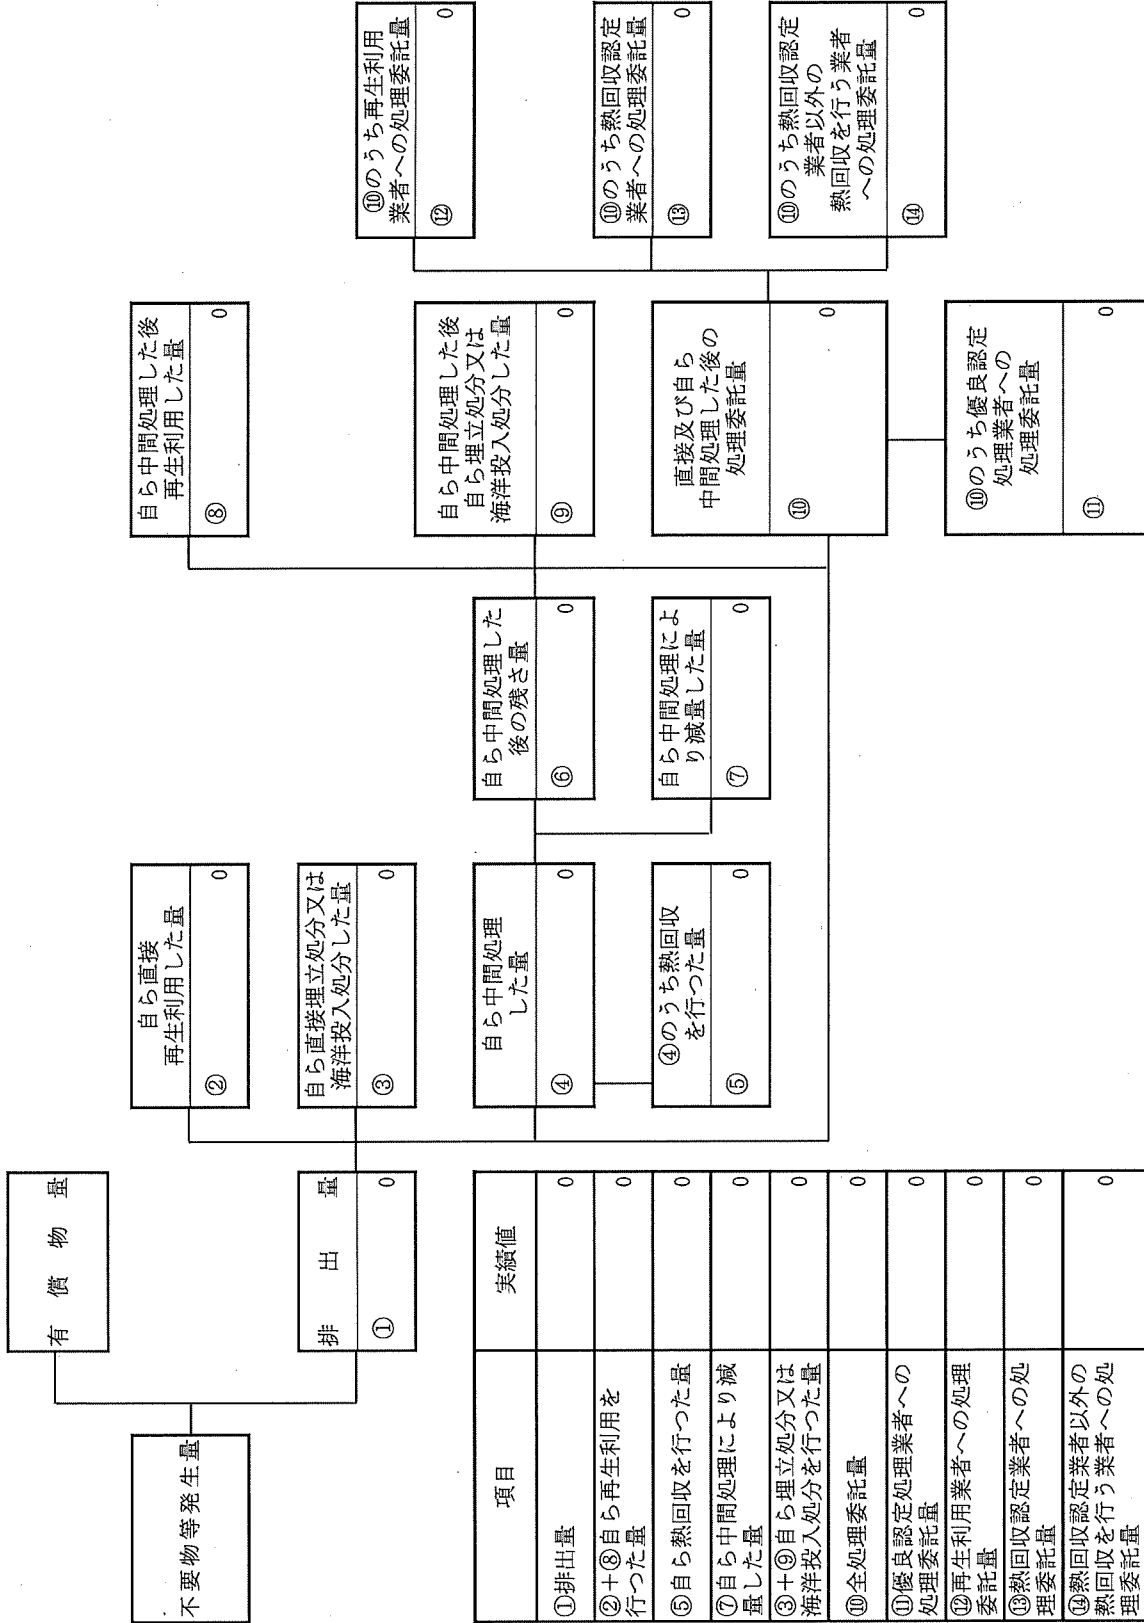 不要物等発生量
有償物量
排出量
①
0
自ら直接
再生利用した量
②
0
自ら直接埋立処分又は
海洋投入処分した量
③
0
自ら中間処理
した量
④
0
④のうち熱回収
を行つた量
⑤
0
自ら中間処理した
後の残さ量
⑥
0
自ら中間処理によ
り減量した量
⑦
0
自ら中間処理した後
再生利用した量
⑧
0
自ら中間処理した後
自ら埋立処分又は
海洋投入処分した量
⑨
0
直接及び自ら
中間処理した後の
処理委託量
⑩
0
⑩のうち優良認定
処理業者への
処理委託量
⑪
0
⑩のうち再生利用
業者への処理委託量
⑫
0
⑩のうち熱回収認定
業者への処理委託量
⑬
0
⑩のうち熱回収認定
業者以外の
熱回収を行う業者
への処理委託量
⑭
0
項目
実績値
①排出量
0
②+⑧自ら再生利用を
行つた量
0
⑤自ら熱回収を行つた量
0
⑦自ら中間処理により減
量した量
0
③+⑨自ら埋立処分又は
海洋投入処分を行つた量
0
⑩全処理委託量
0
⑪優良認定処理業者への
処理委託量
0
⑫再生利用業者への処理
委託量
0
⑬熱回収認定業者への処
理委託量
0
⑭熱回収認定業者以外の
熱回収を行う業者への処
理委託量
0